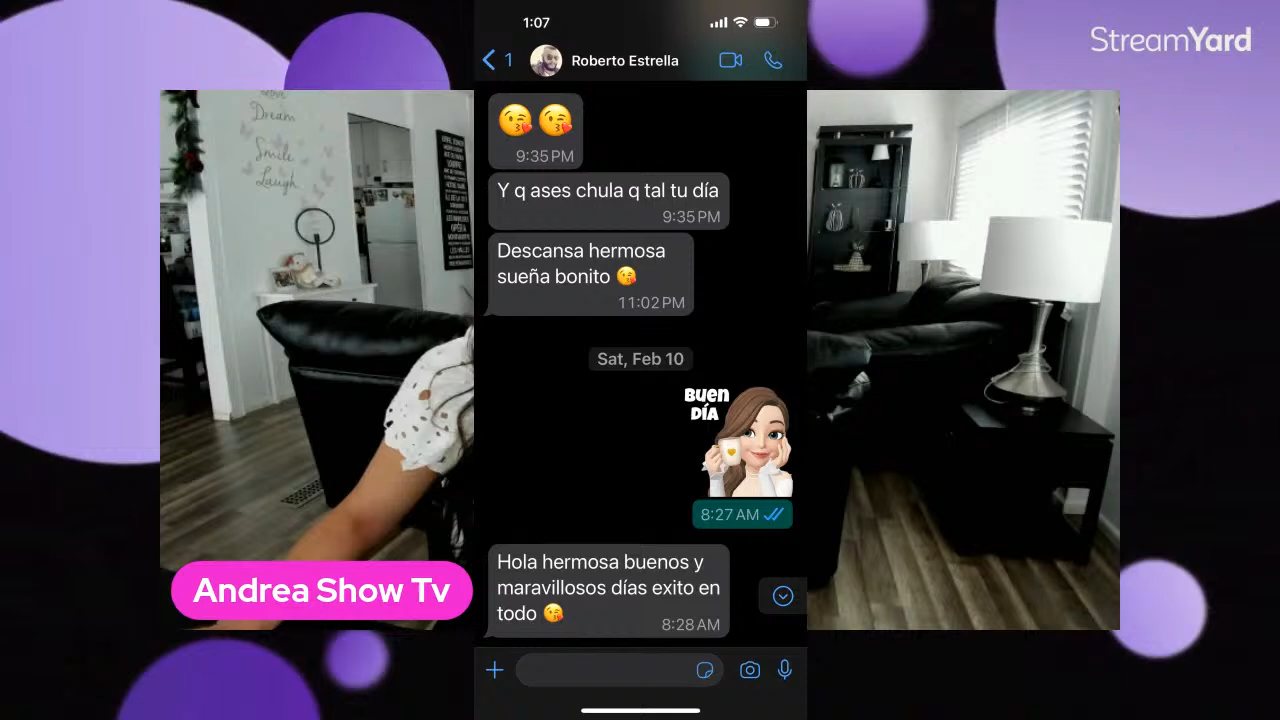 StreamYard
1:07
1
Roberto Estrella
9:35 PM
Y q ases chula q tal tu día
9:35 PM
Descansa hermosa
sueña bonito
11:02 PM
Sat, Feb 10
BUEN
DÍA
8:27 AM
Hola hermosa buenos y
maravillosos días exito en
todo
8:28 AM
Dream
Smile
Laugh
OPÉRA
Andrea Show Tv